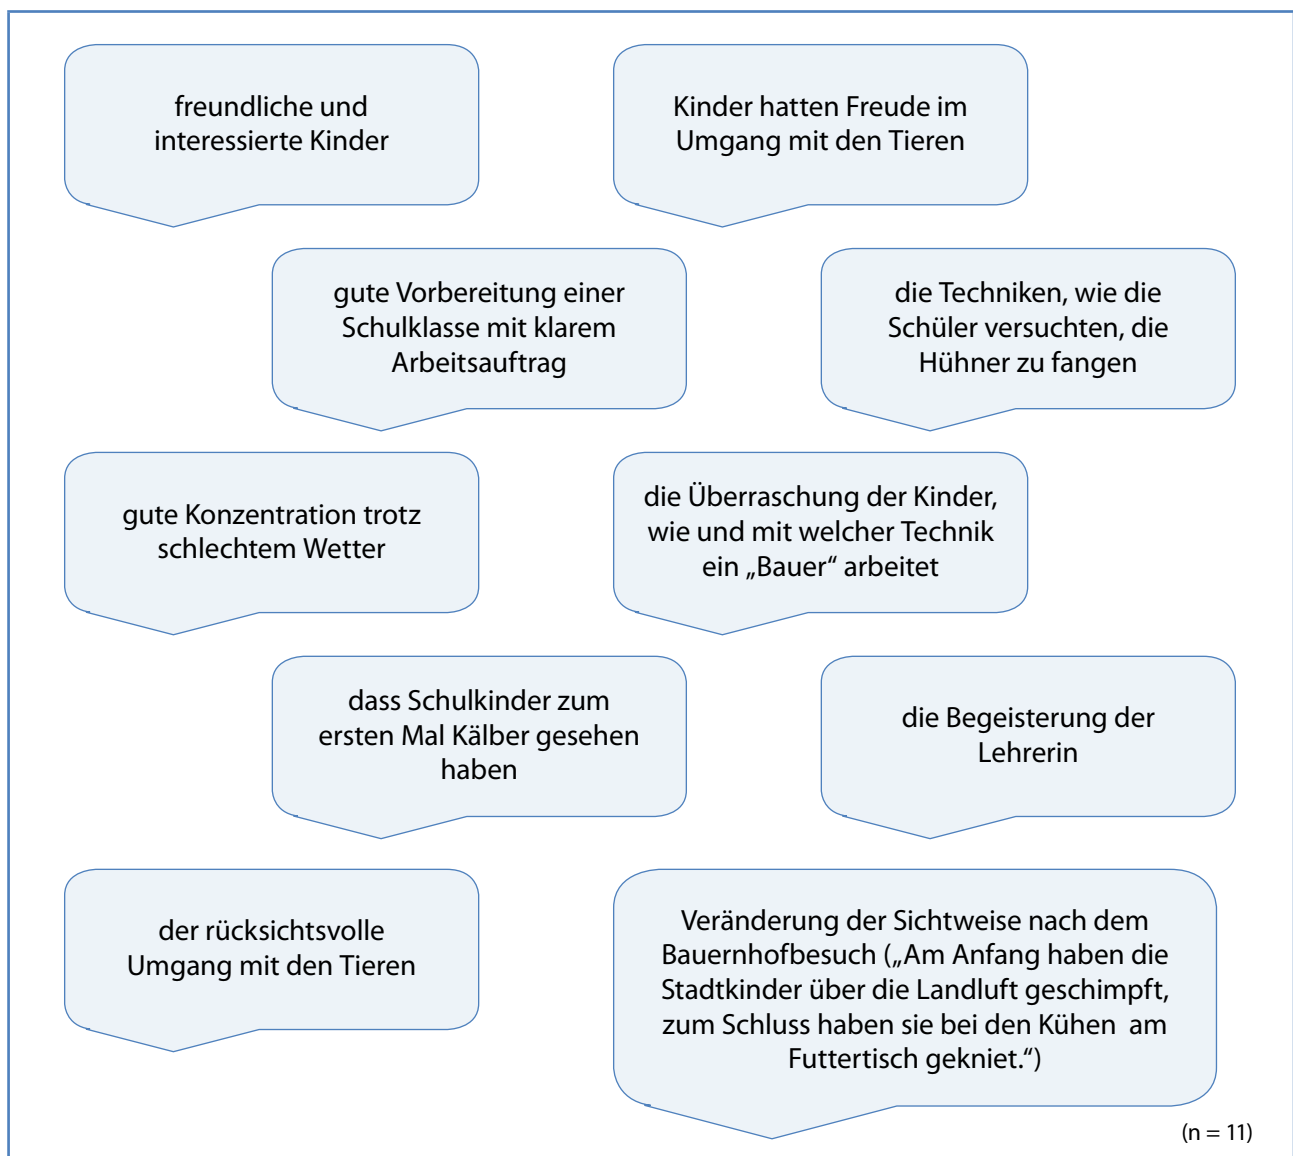 freundliche und
interessierte Kinder
Kinder hatten Freude im
Umgang mit den Tieren
gute Vorbereitung einer
Schulklasse mit klarem
Arbeitsauftrag
die Techniken, wie die
Schüler versuchten, die
Hühner zu fangen
gute Konzentration trotz
schlechtem Wetter
die Überraschung der Kinder,
wie und mit welcher Technik
ein „Bauer“ arbeitet
dass Schulkinder zum
ersten Mal Kälber gesehen
haben
die Begeisterung der
Lehrerin
der rücksichtsvolle
Umgang mit den Tieren
Veränderung der Sichtweise nach dem
Bauernhofbesuch („Am Anfang haben die
Stadtkinder über die Landluft geschimpft,
zum Schluss haben sie bei den Kühen am
Futtertisch gekniet.“)
(n = 11)